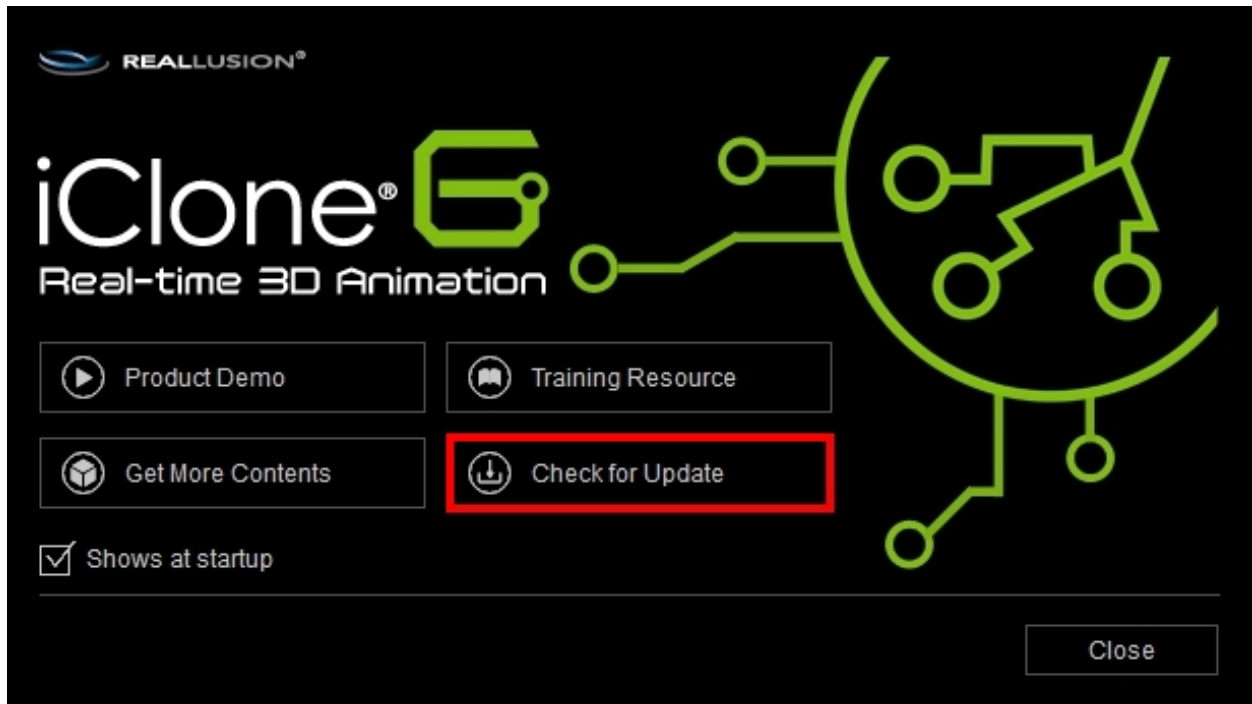 REALLUSION®
iClone® 6
Real-time 3D Animation
Product Demo
Training Resource
Get More Contents
Check for Update
Shows at startup
Close